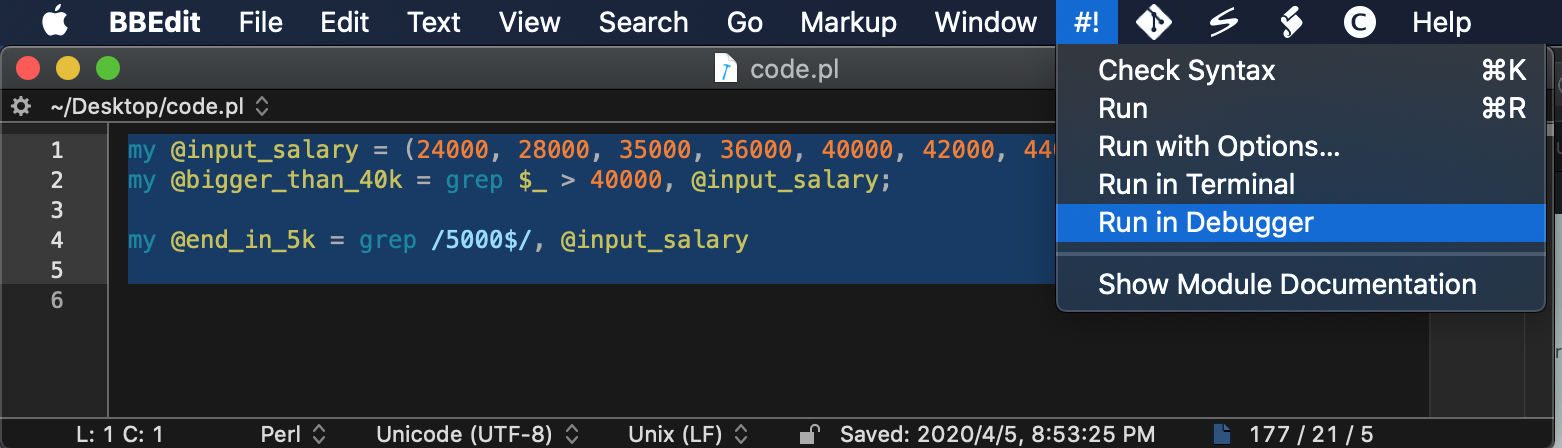 BBEdit File Edit Text View Search Go Markup Window #! Help
code.pl
~/Desktop/code.pl
1 my @input_salary = (24000, 28000, 35000, 36000, 40000, 42000,
2 my @bigger_than_40k = grep $_ > 40000, @input_salary;
3
4 my @end_in_5k = grep /5000$/, @input_salary
5
6
Check Syntax ⌘K
Run ⌘R
Run with Options...
Run in Terminal
Run in Debugger
Show Module Documentation
L: 1 C: 1 Perl Unicode (UTF-8) Unix (LF) Saved: 2020/4/5, 8:53:25 PM 177 / 21 / 5